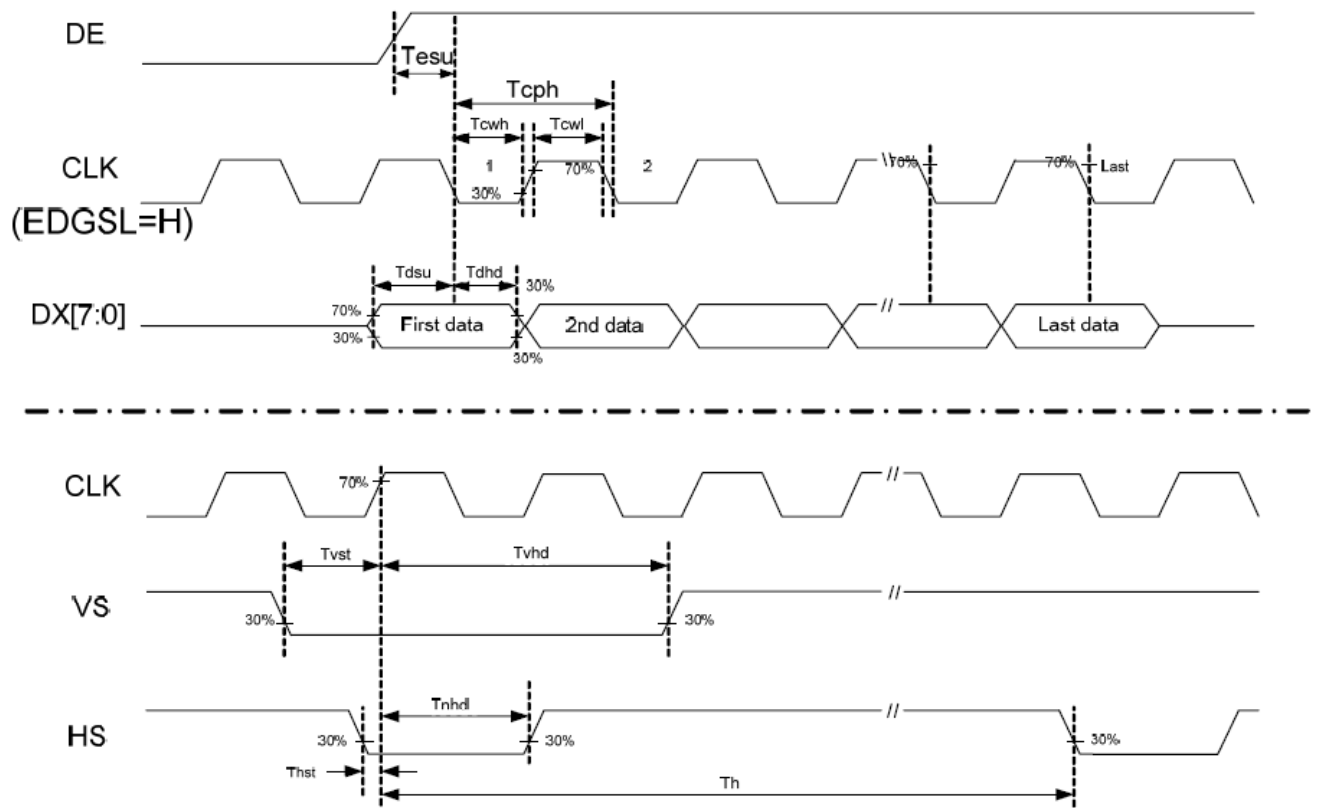 DE
Tesu
Tcph
Tcwh
Tcwl
CLK
1
70%
2
70%
70%
Last
30%
(EDGSL=H)
Tdsu
Tdhd
30%
DX[7:0]
70%
First data
2nd data
//
Last data
30%
30%
CLK
70%
//
Tvst
Tvhd
VS
30%
30%
//
Tnhd
HS
30%
30%
//
30%
Thst
Th